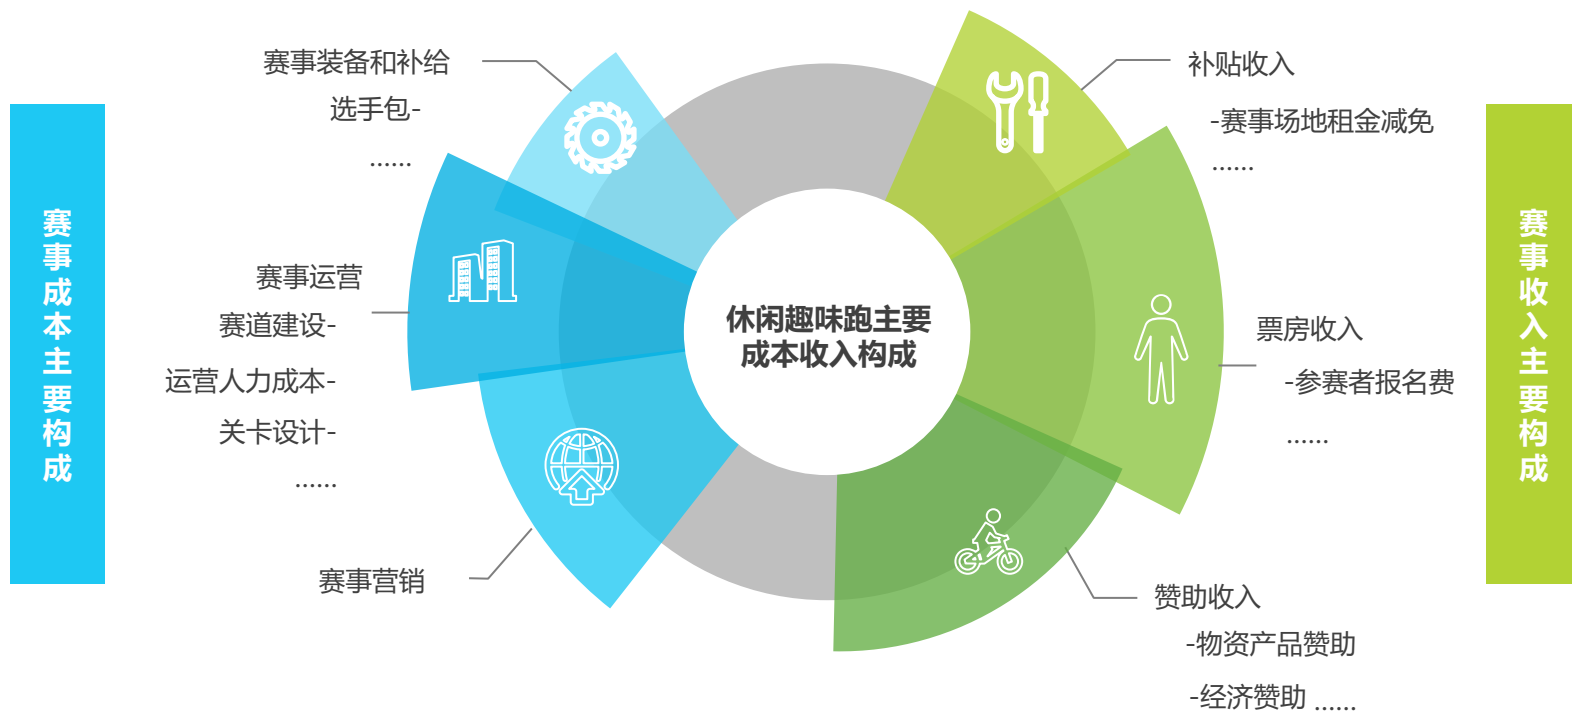 赛事成本主要构成
赛事装备和补给
选手包-
......
赛事运营
赛道建设-
运营人力成本-
关卡设计-
......
赛事营销
休闲趣味跑主要
成本收入构成
补贴收入
-赛事场地租金减免
......
票房收入
-参赛者报名费
......
赞助收入
-物资产品赞助
-经济赞助 ......
赛事收入主要构成